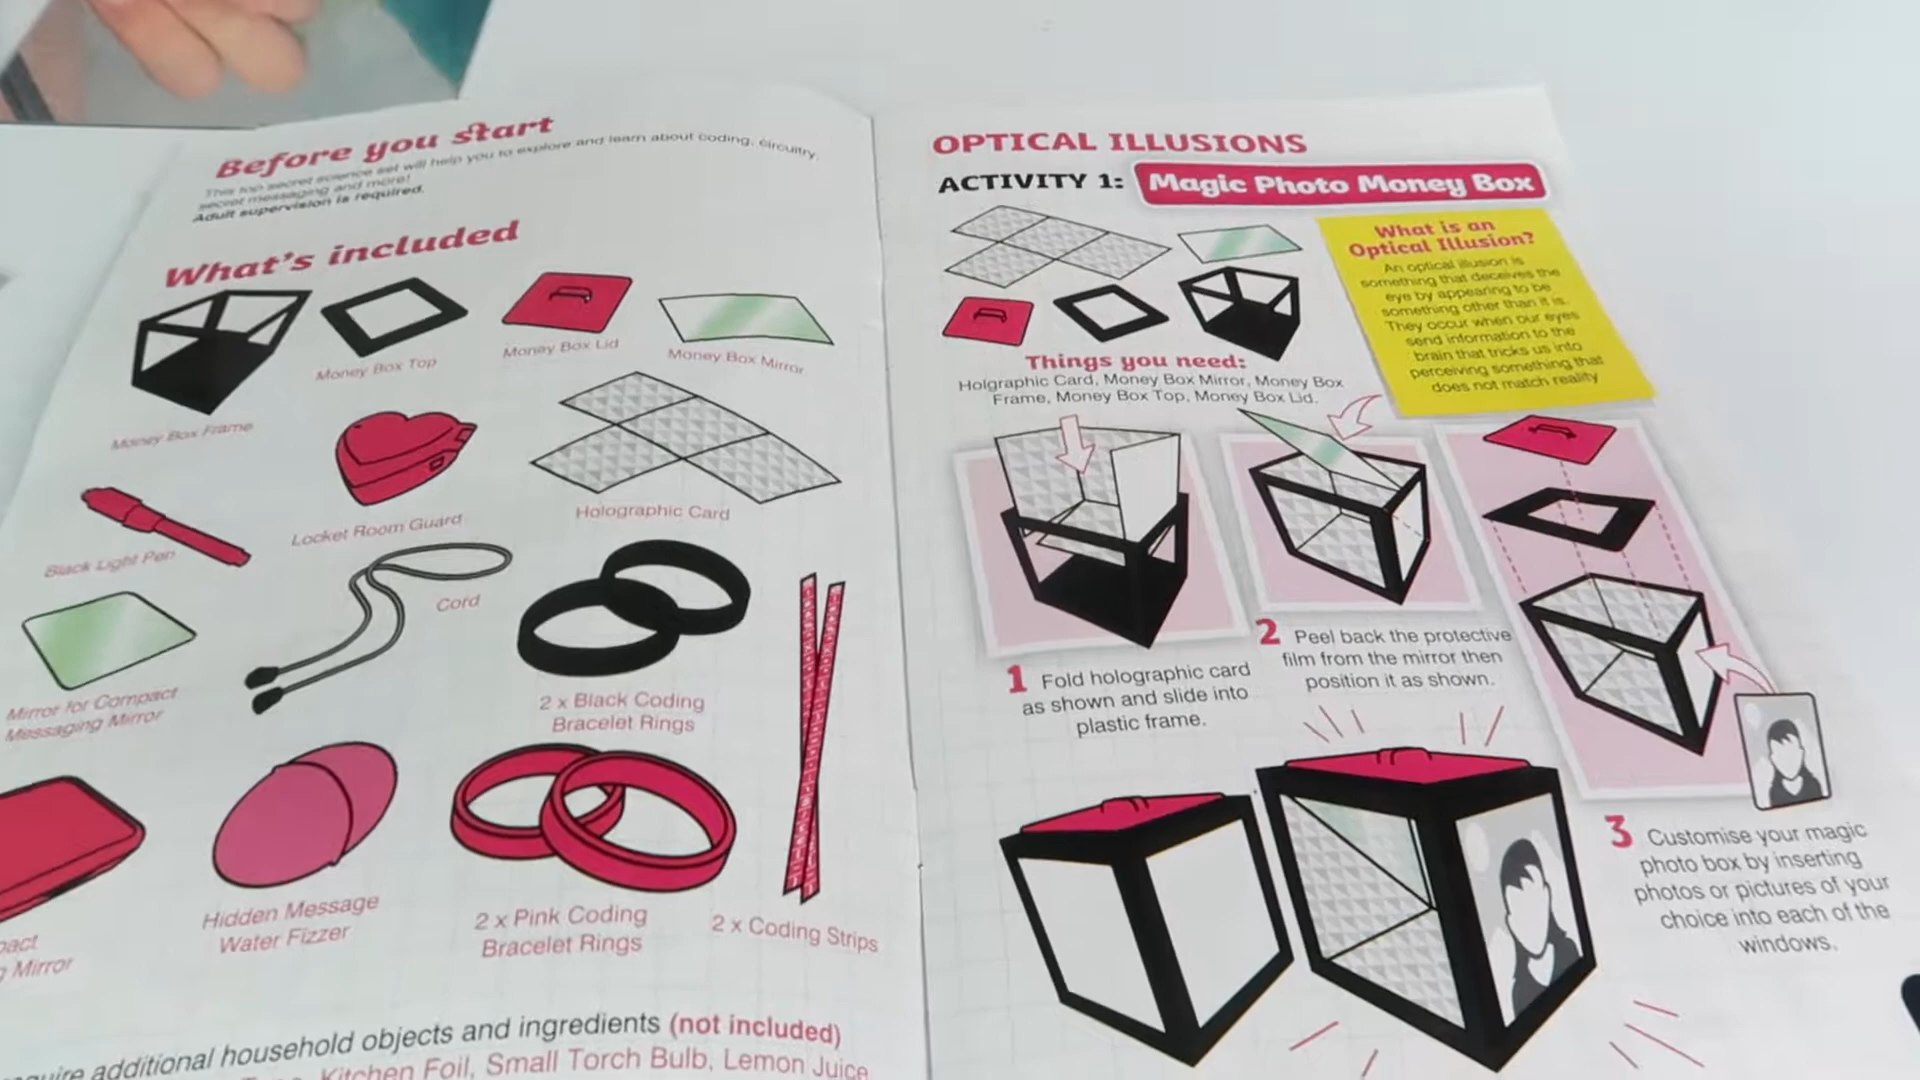 Before you start
This top secret science set will help you to explore and learn about coding, circuitry,
secret messaging and more!
Adult supervision is required.
What's included
Money Box Frame
Money Box Top
Money Box Lid
Money Box Mirror
Black Light Pen
Locket Room Guard
Holographic Card
Mirror for Compact
Messaging Mirror
Cord
2 x Black Coding
Bracelet Rings
Mirror
Hidden Message
Water Fizzer
2 x Pink Coding
Bracelet Rings
2 x Coding Strips
additional household objects and ingredients (not included)
Kitchen Foil, Small Torch Bulb, Lemon Juice
OPTICAL ILLUSIONS
ACTIVITY 1: Magic Photo Money Box
What is an
Optical Illusion?
An optical illusion is
something that deceives the
eye by appearing to be
something other than it is.
They occur when our eyes
send information to the
brain that tricks us into
perceiving something that
does not match reality
Things you need:
Holgraphic Card, Money Box Mirror, Money Box
Frame, Money Box Top, Money Box Lid.
1 Fold holographic card
as shown and slide into
plastic frame.
2 Peel back the protective
film from the mirror then
position it as shown.
3 Customise your magic
photo box by inserting
photos or pictures of your
choice into each of the
windows.